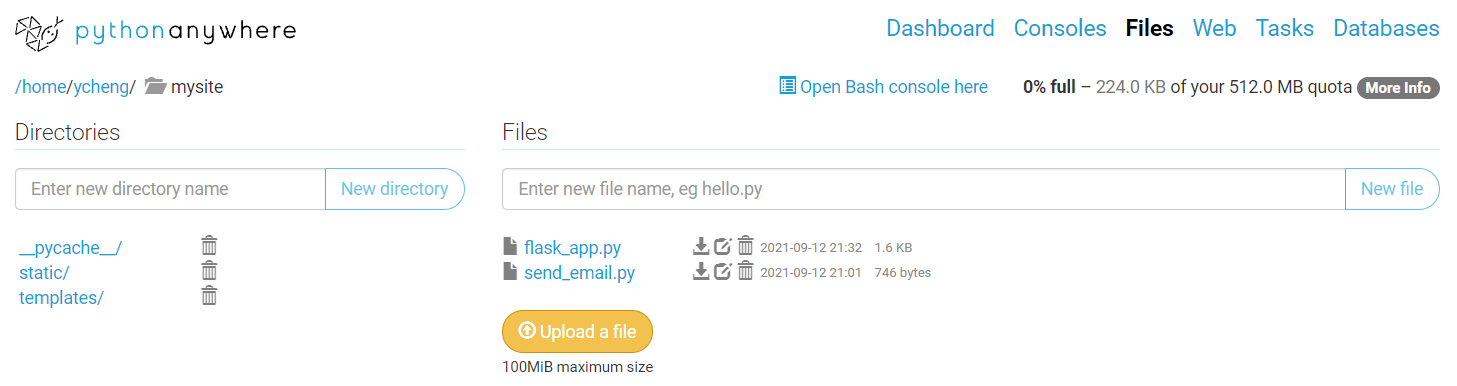 pythonanywhere
Dashboard Consoles Files Web Tasks Databases
/home/ycheng/ mysite
Open Bash console here
0% full – 224.0 KB of your 512.0 MB quota More Info
Directories
Enter new directory name New directory
__pycache__/
static/
templates/
Files
Enter new file name, eg hello.py New file
flask_app.py 2021-09-12 21:32 1.6 KB
send_email.py 2021-09-12 21:01 746 bytes
Upload a file
100MiB maximum size